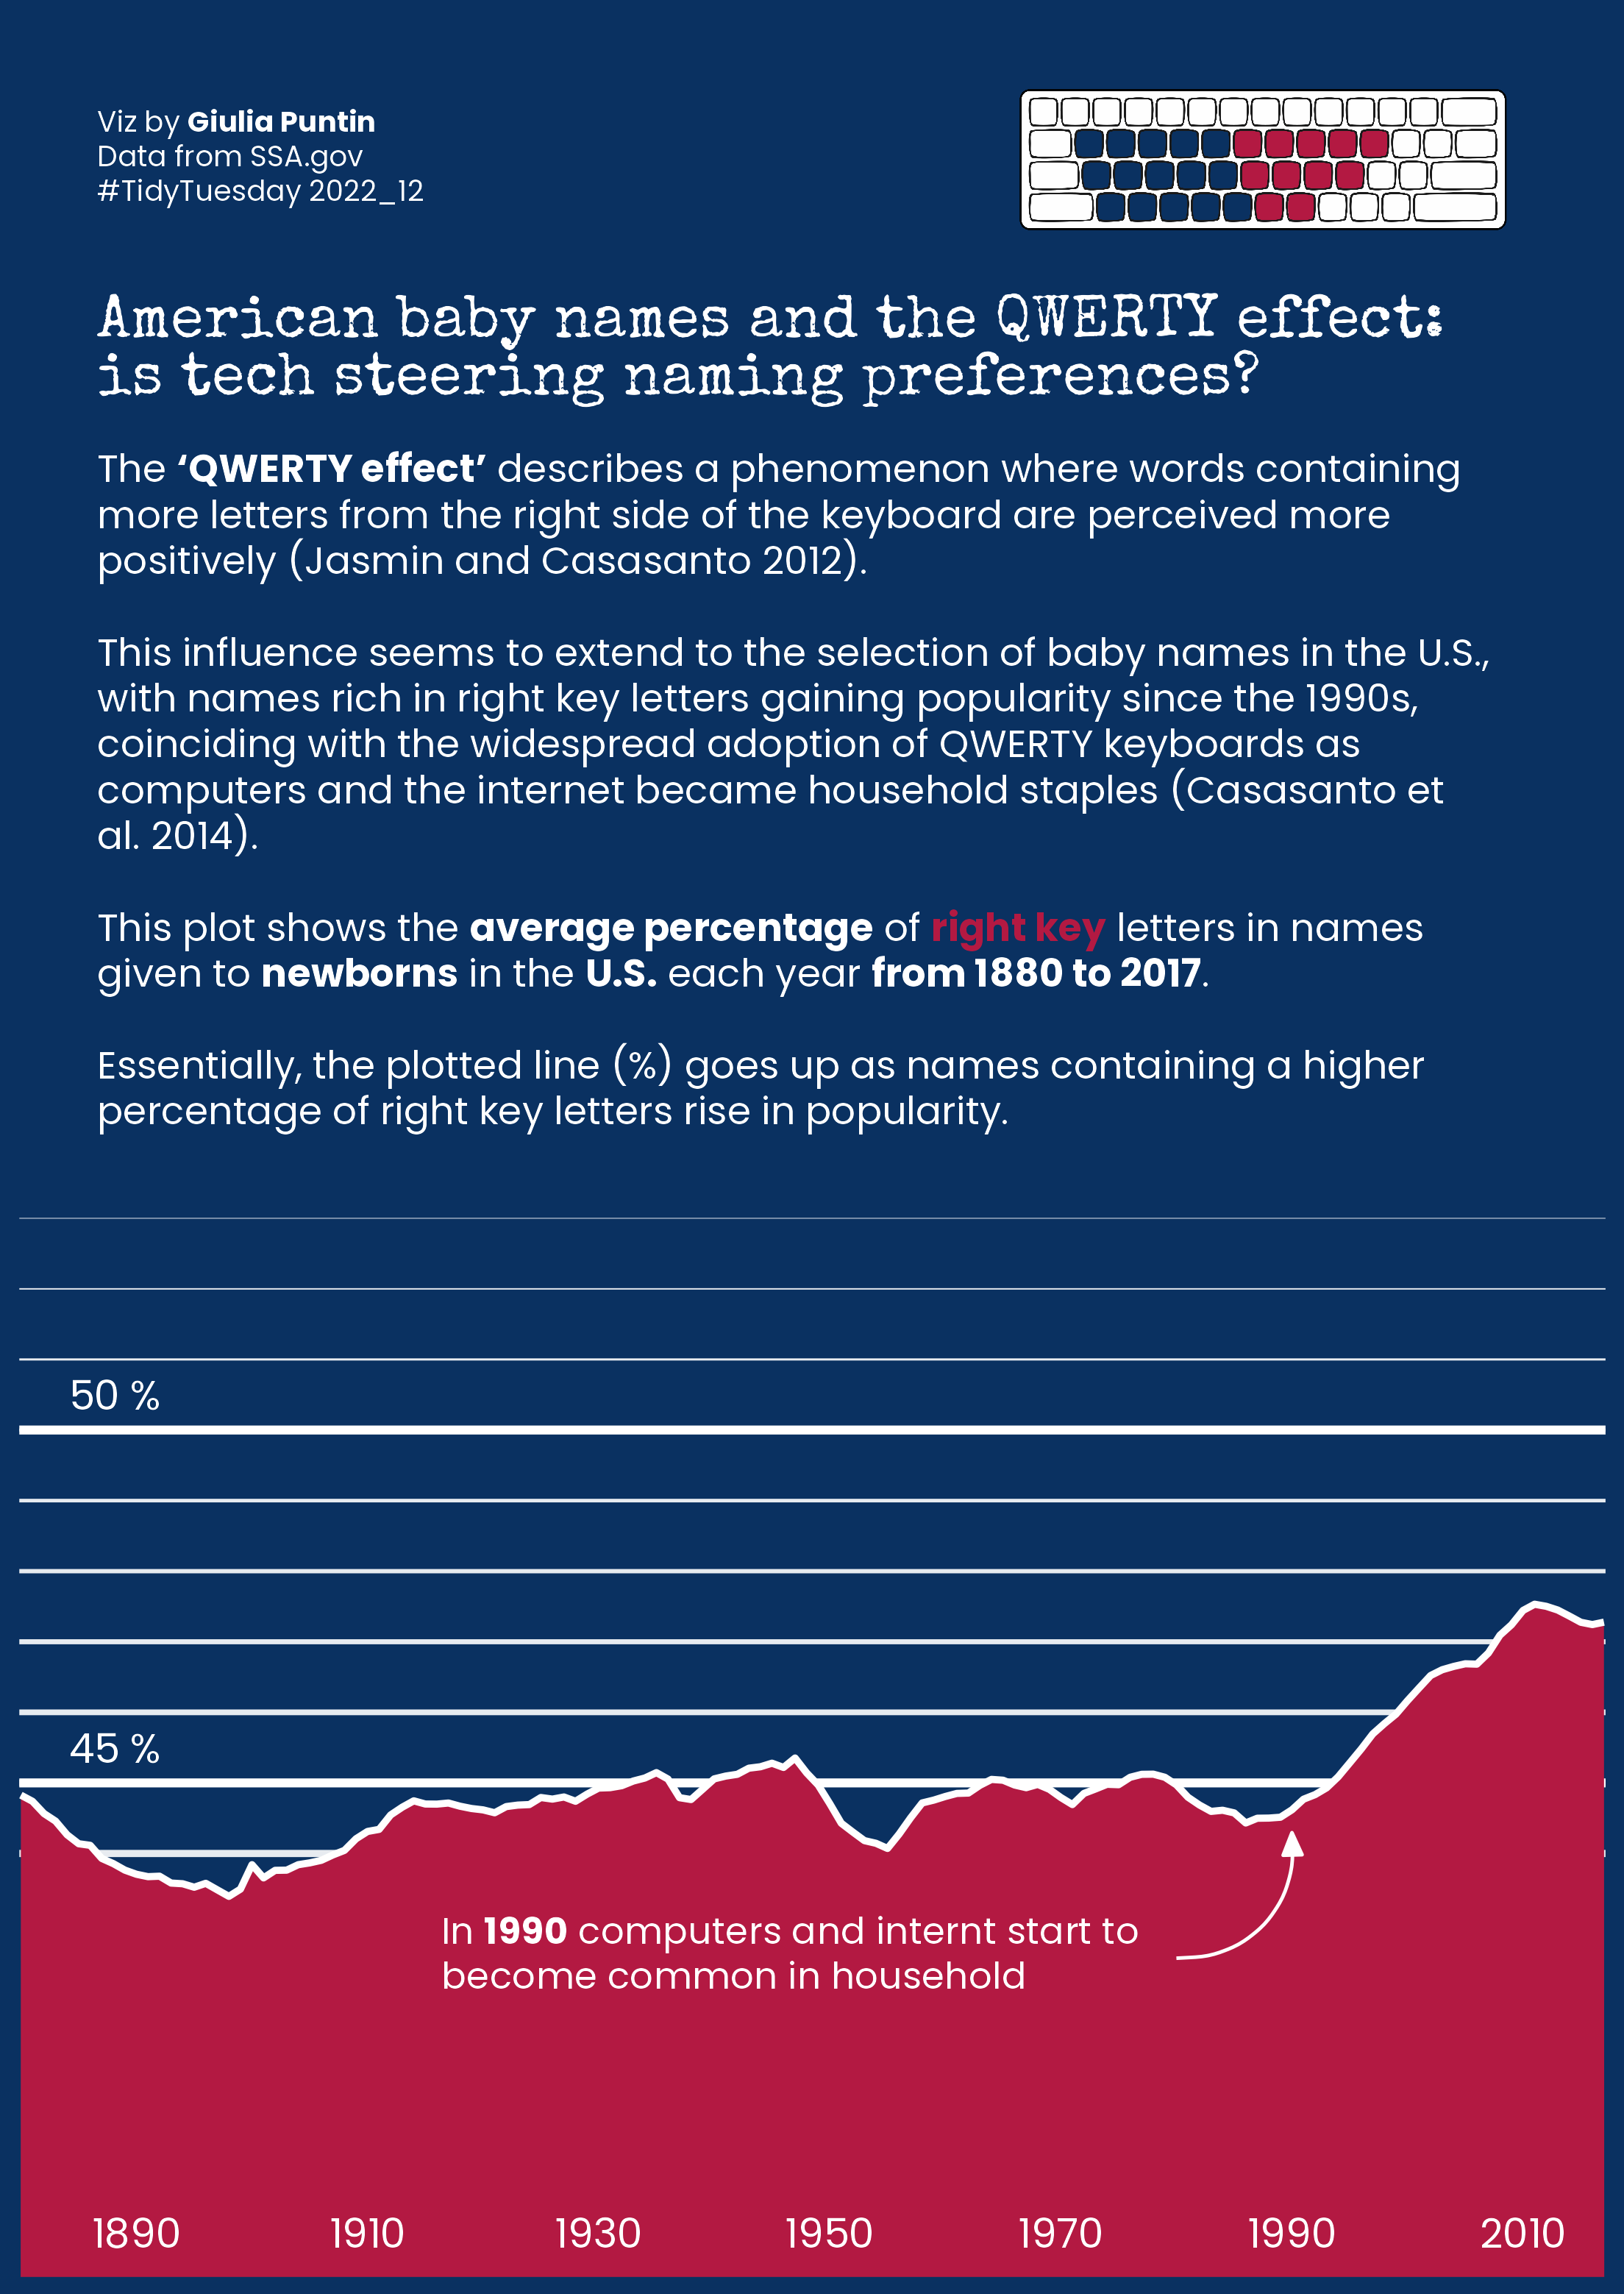 Viz by Giulia Puntin
Data from SSA.gov
#TidyTuesday 2022_12
American baby names and the QWERTY effect:
is tech steering naming preferences?
The ‘QWERTY effect’ describes a phenomenon where words containing
more letters from the right side of the keyboard are perceived more
positively (Jasmin and Casasanto 2012).
This influence seems to extend to the selection of baby names in the U.S.,
with names rich in right key letters gaining popularity since the 1990s,
coinciding with the widespread adoption of QWERTY keyboards as
computers and the internet became household staples (Casasanto et
al. 2014).
This plot shows the average percentage of right key letters in names
given to newborns in the U.S. each year from 1880 to 2017.
Essentially, the plotted line (%) goes up as names containing a higher
percentage of right key letters rise in popularity.
50 %
45 %
In 1990 computers and internt start to
become common in household
1890 1910 1930 1950 1970 1990 2010